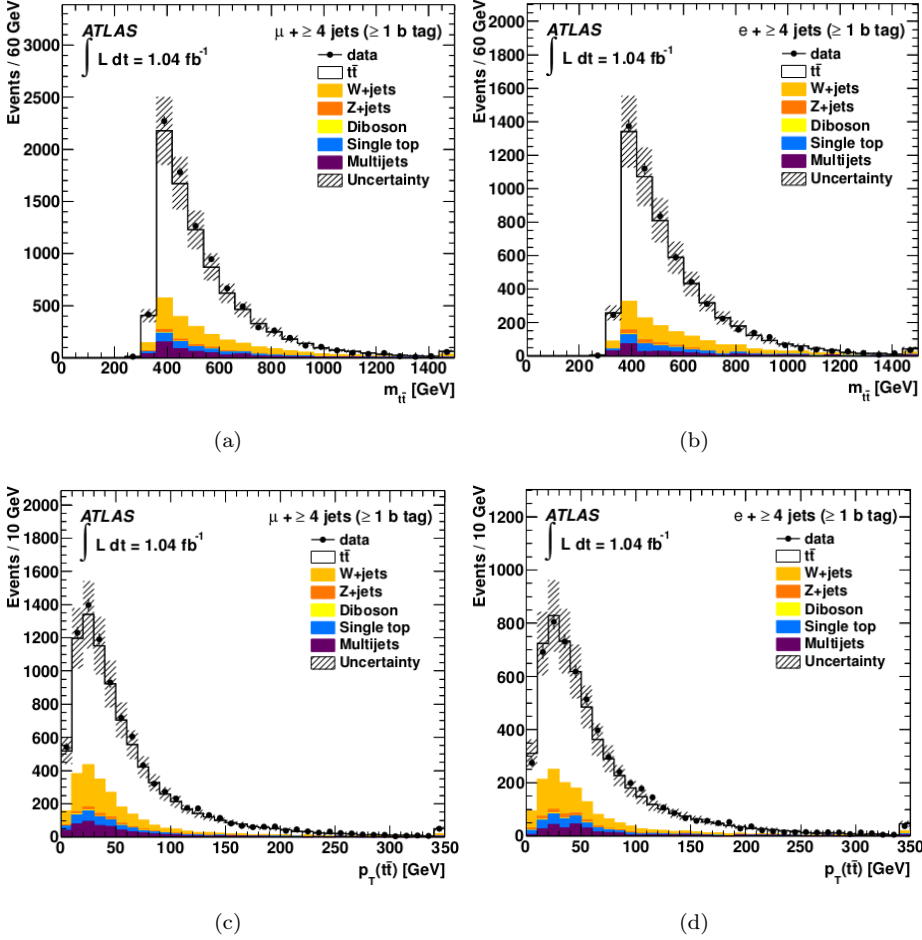 Events / 60 GeV
3000
2500
2000
1500
1000
500
0
ATLAS
∫ L dt = 1.04 fb⁻¹
μ + ≥ 4 jets (≥ 1 b tag)
data
tt̄
W+jets
Z+jets
Diboson
Single top
Multijets
Uncertainty
0 200 400 600 800 1000 1200 1400
m_tt̄ [GeV]
(a)
Events / 60 GeV
2000
1800
1600
1400
1200
1000
800
600
400
200
0
ATLAS
∫ L dt = 1.04 fb⁻¹
e + ≥ 4 jets (≥ 1 b tag)
data
tt̄
W+jets
Z+jets
Diboson
Single top
Multijets
Uncertainty
0 200 400 600 800 1000 1200 1400
m_tt̄ [GeV]
(b)
Events / 10 GeV
2000
1800
1600
1400
1200
1000
800
600
400
200
0
ATLAS
∫ L dt = 1.04 fb⁻¹
μ + ≥ 4 jets (≥ 1 b tag)
data
tt̄
W+jets
Z+jets
Diboson
Single top
Multijets
Uncertainty
0 50 100 150 200 250 300 350
p_T(tt̄) [GeV]
(c)
Events / 10 GeV
1200
1000
800
600
400
200
0
ATLAS
∫ L dt = 1.04 fb⁻¹
e + ≥ 4 jets (≥ 1 b tag)
data
tt̄
W+jets
Z+jets
Diboson
Single top
Multijets
Uncertainty
0 50 100 150 200 250 300 350
p_T(tt̄) [GeV]
(d)